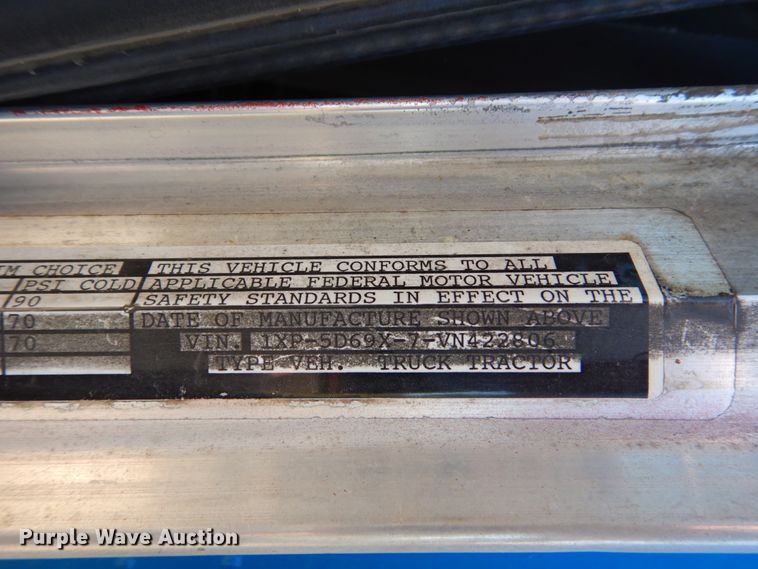 TM CHOICE THIS VEHICLE CONFORMS TO ALL
PSI COLD APPLICABLE FEDERAL MOTOR VEHICLE
90 SAFETY STANDARDS IN EFFECT ON THE
70 DATE OF MANUFACTURE SHOWN ABOVE
70 VIN 1XP-5D69X-7-VN422806
TYPE VEH. TRUCK TRACTOR
Purple Wave Auction